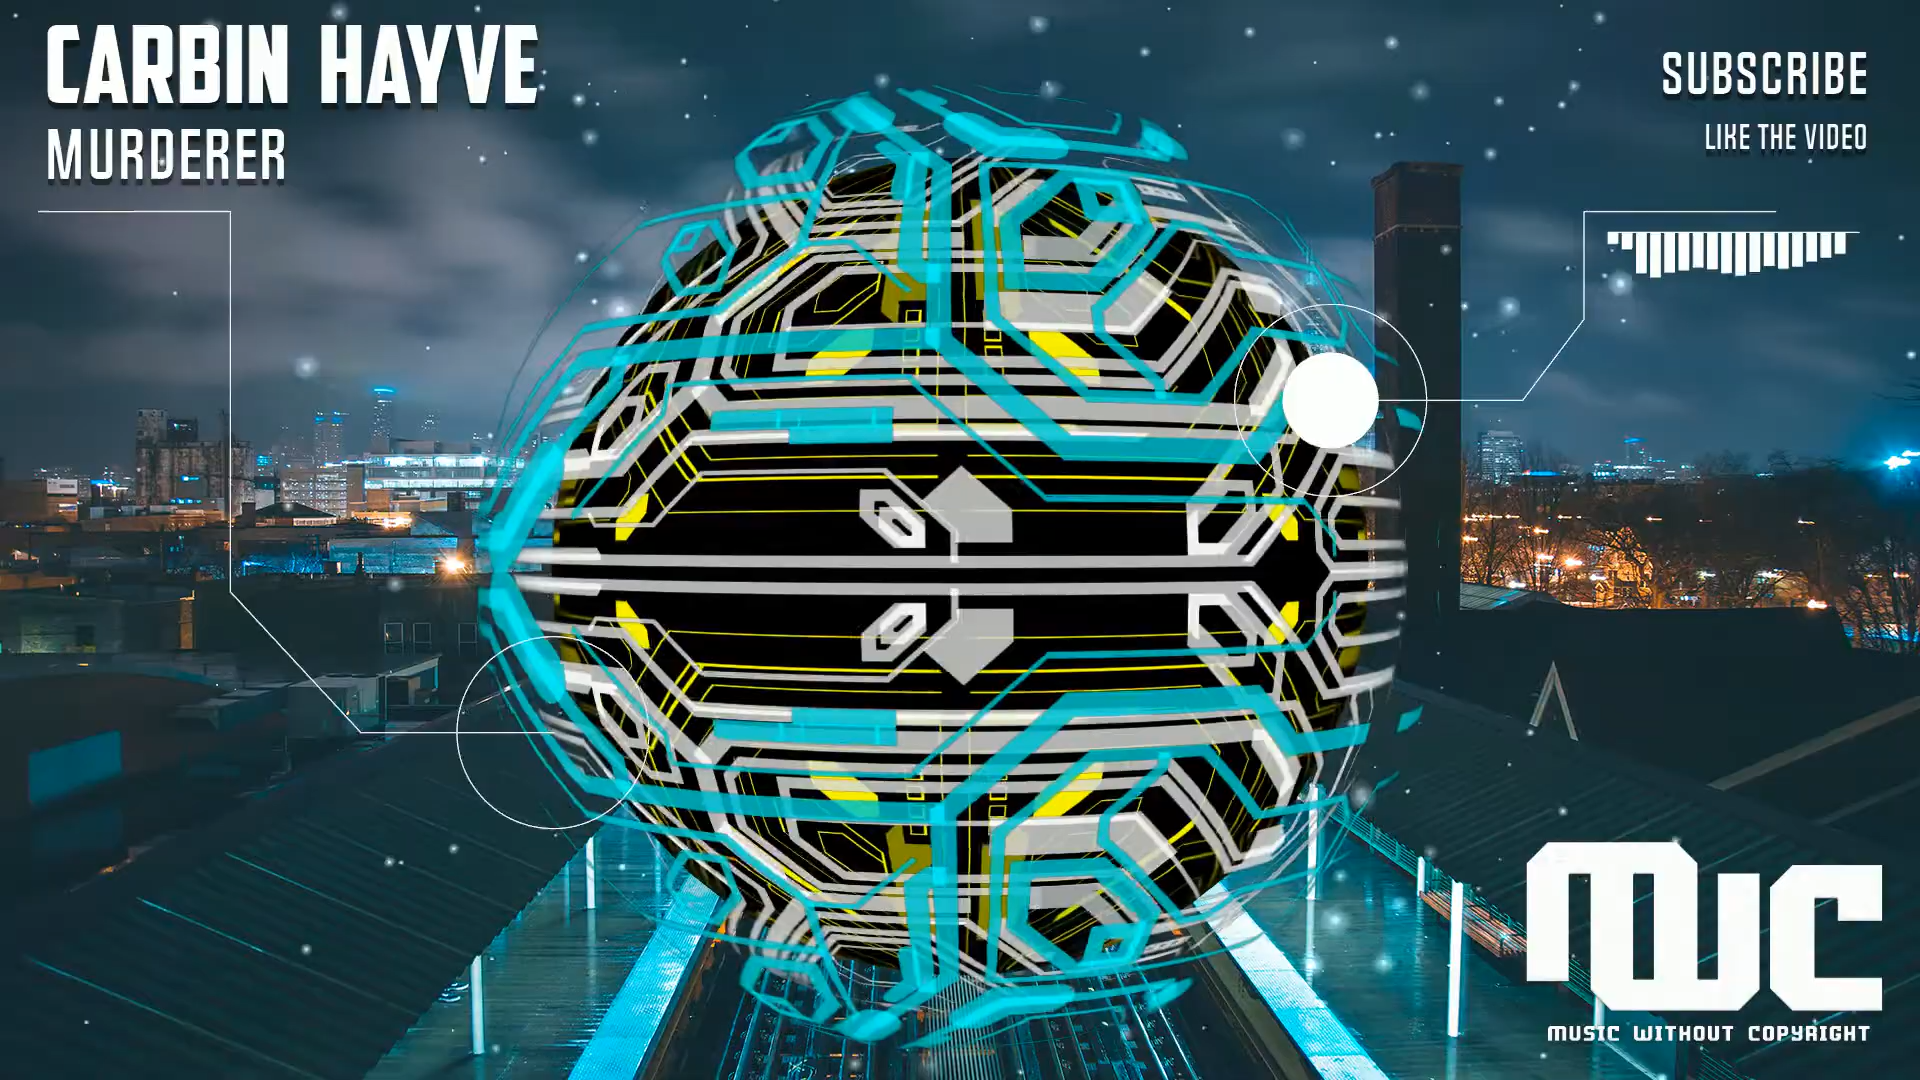 CARBIN HAYVE
MURDERER
SUBSCRIBE
LIKE THE VIDEO
MWC
MUSIC WITHOUT COPYRIGHT